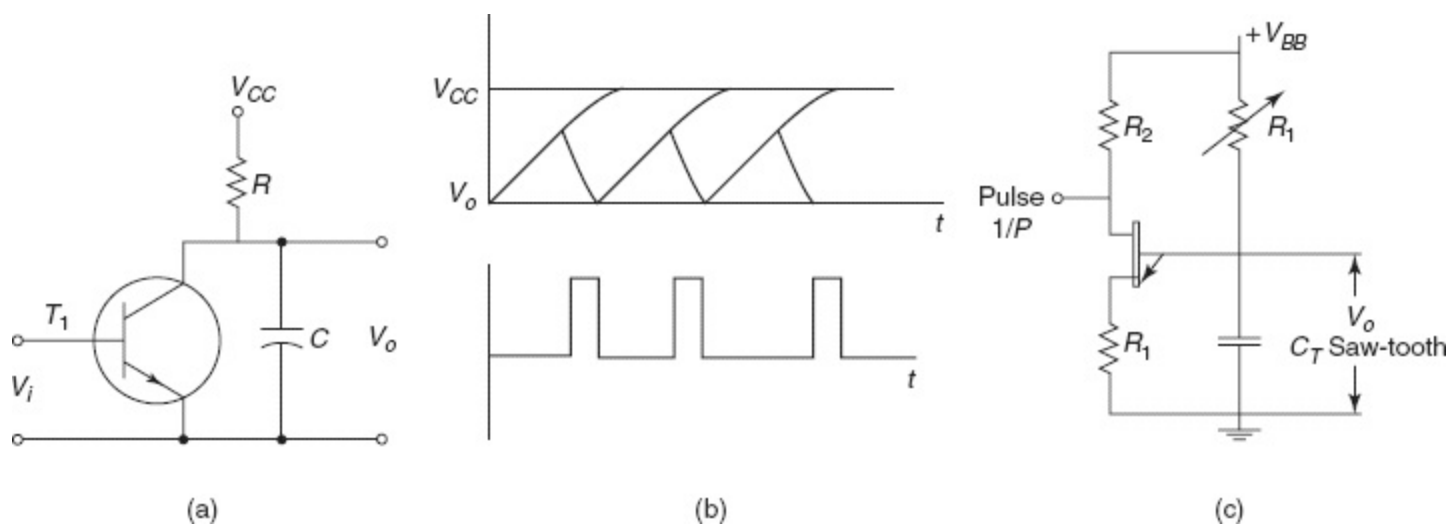 V_CC
R
T_1
C
V_o
V_i
(a)
V_CC
V_o
t
t
(b)
+V_BB
R_2
R_1
Pulse
1/P
R_1
V_o
C_T Saw-tooth
(c)